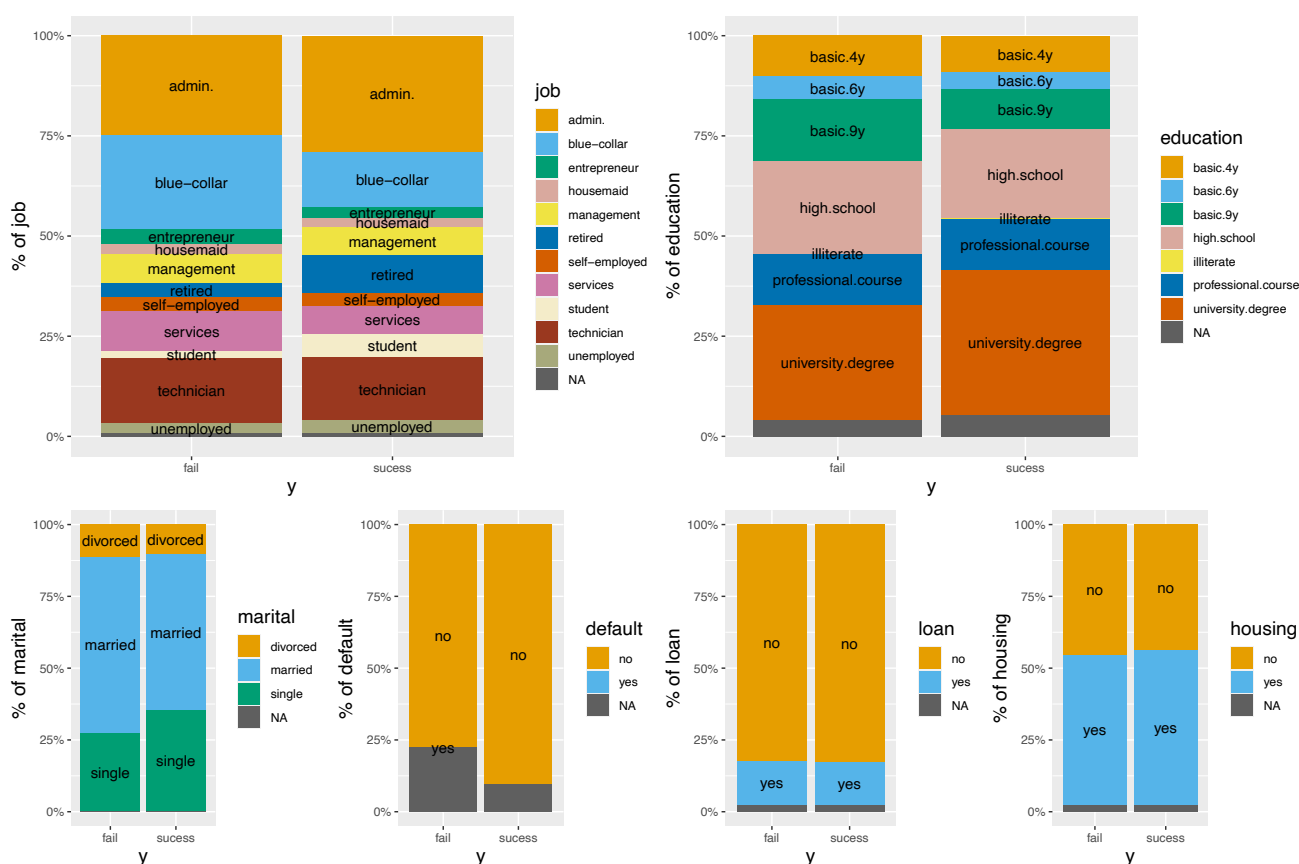 % of job
100%
75%
50%
25%
0%
admin.
blue−collar
entrepreneur
housemaid
management
retired
self−employed
services
student
technician
unemployed
admin.
blue−collar
entrepreneur
housemaid
management
retired
self−employed
services
student
technician
unemployed
fail
sucess
y
job
admin.
blue−collar
entrepreneur
housemaid
management
retired
self−employed
services
student
technician
unemployed
NA
% of education
100%
75%
50%
25%
0%
basic.4y
basic.6y
basic.9y
high.school
illiterate
professional.course
university.degree
basic.4y
basic.6y
basic.9y
high.school
illiterate
professional.course
university.degree
fail
sucess
y
education
basic.4y
basic.6y
basic.9y
high.school
illiterate
professional.course
university.degree
NA
% of marital
100%
75%
50%
25%
0%
divorced
married
single
divorced
married
single
fail
sucess
y
marital
divorced
married
single
NA
% of default
100%
75%
50%
25%
0%
no
yes
no
fail
sucess
y
default
no
yes
NA
% of loan
100%
75%
50%
25%
0%
no
yes
no
yes
fail
sucess
y
loan
no
yes
NA
% of housing
100%
75%
50%
25%
0%
no
yes
no
yes
fail
sucess
y
housing
no
yes
NA